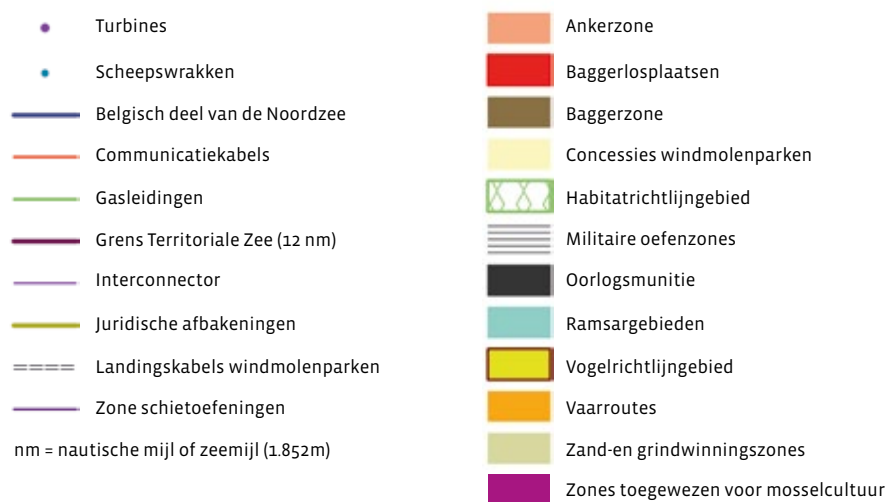 Turbines
Scheepswrakken
Belgisch deel van de Noordzee
Communicatiekabels
Gasleidingen
Grens Territoriale Zee (12 nm)
Interconnector
Juridische afbakeningen
Landingskabels windmolenparken
Zone schietoefeningen
nm = nautische mijl of zeemijl (1.852m)
Ankerzone
Baggerlosplaatsen
Baggerzone
Concessies windmolenparken
Habitatrichtlijngebied
Militaire oefenzones
Oorlogsmunitie
Ramsargebieden
Vogelrichtlijngebied
Vaarroutes
Zand-en grindwinningszones
Zones toegewezen voor mosselcultuur